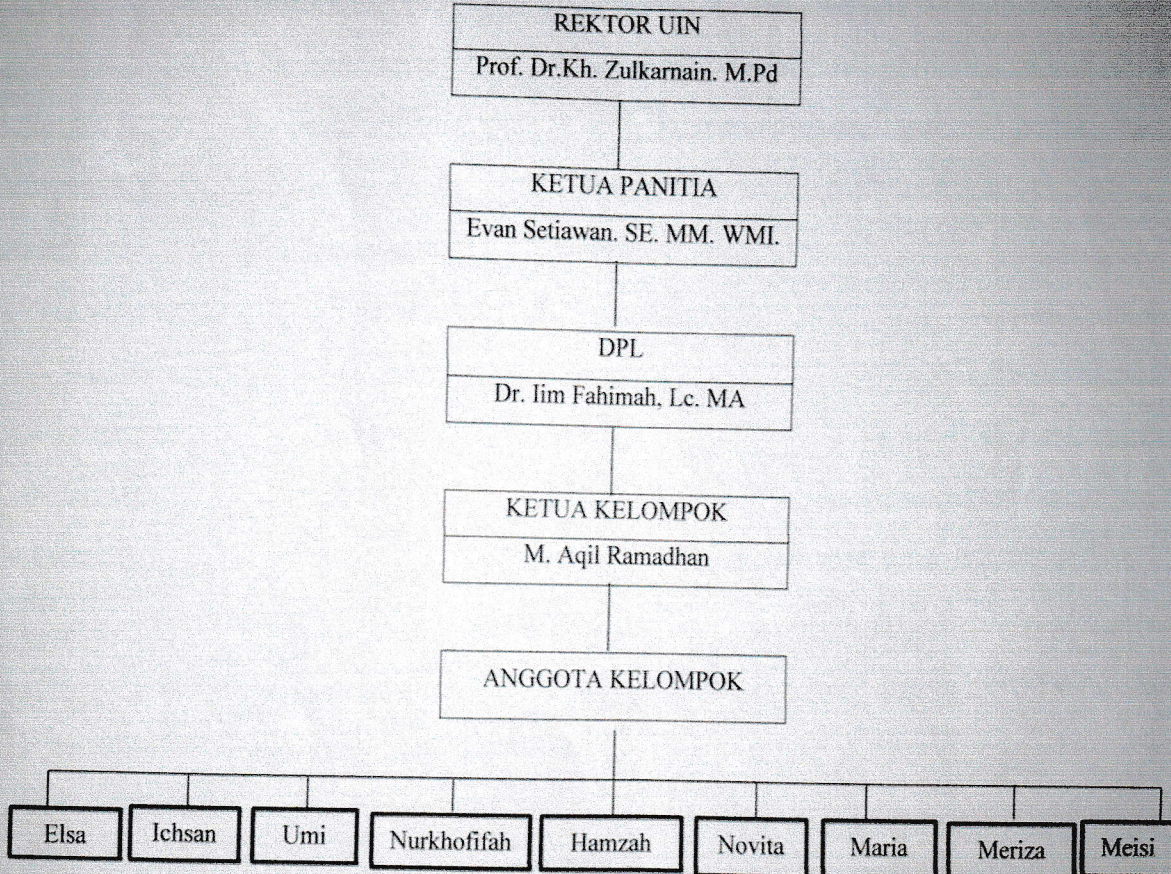 REKTOR UIN
Prof. Dr.Kh. Zulkarnain. M.Pd
KETUA PANITIA
Evan Setiawan. SE. MM. WMI.
DPL
Dr. Iim Fahimah, Lc. MA
KETUA KELOMPOK
M. Aqil Ramadhan
ANGGOTA KELOMPOK
Elsa
Ichsan
Umi
Nurkhofifah
Hamzah
Novita
Maria
Meriza
Meisi